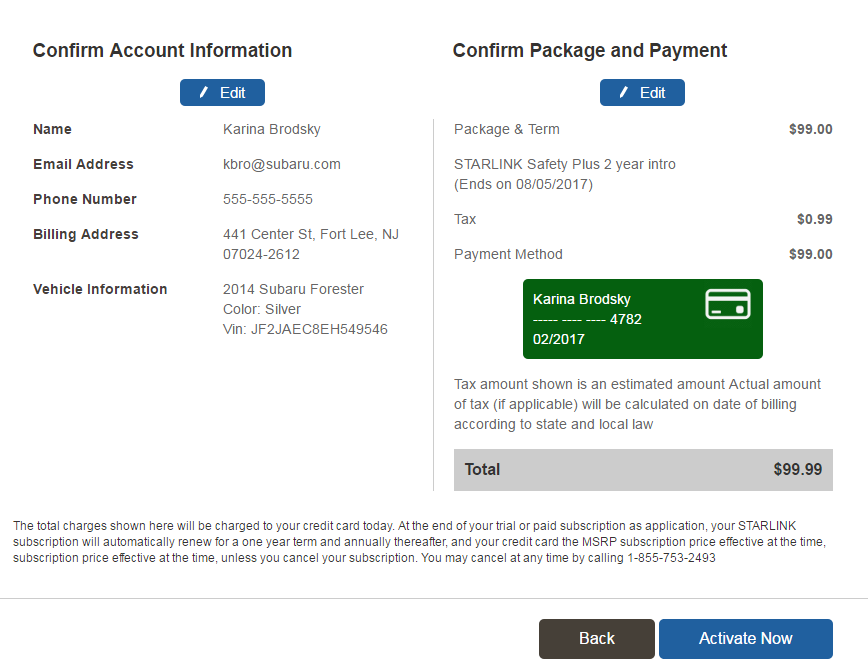 Confirm Account Information
Edit
Name Karina Brodsky
Email Address kbro@subaru.com
Phone Number 555-555-5555
Billing Address 441 Center St, Fort Lee, NJ
07024-2612
Vehicle Information 2014 Subaru Forester
Color: Silver
Vin: JF2JAEC8EH549546
Confirm Package and Payment
Edit
Package & Term $99.00
STARLINK Safety Plus 2 year intro
(Ends on 08/05/2017)
Tax $0.99
Payment Method $99.00
Karina Brodsky
----- ---- ---- 4782
02/2017
Tax amount shown is an estimated amount Actual amount
of tax (if applicable) will be calculated on date of billing
according to state and local law
Total $99.99
The total charges shown here will be charged to your credit card today. At the end of your trial or paid subscription as application, your STARLINK
subscription will automatically renew for a one year term and annually thereafter, and your credit card the MSRP subscription price effective at the time,
subscription price effective at the time, unless you cancel your subscription. You may cancel at any time by calling 1-855-753-2493
Back
Activate Now